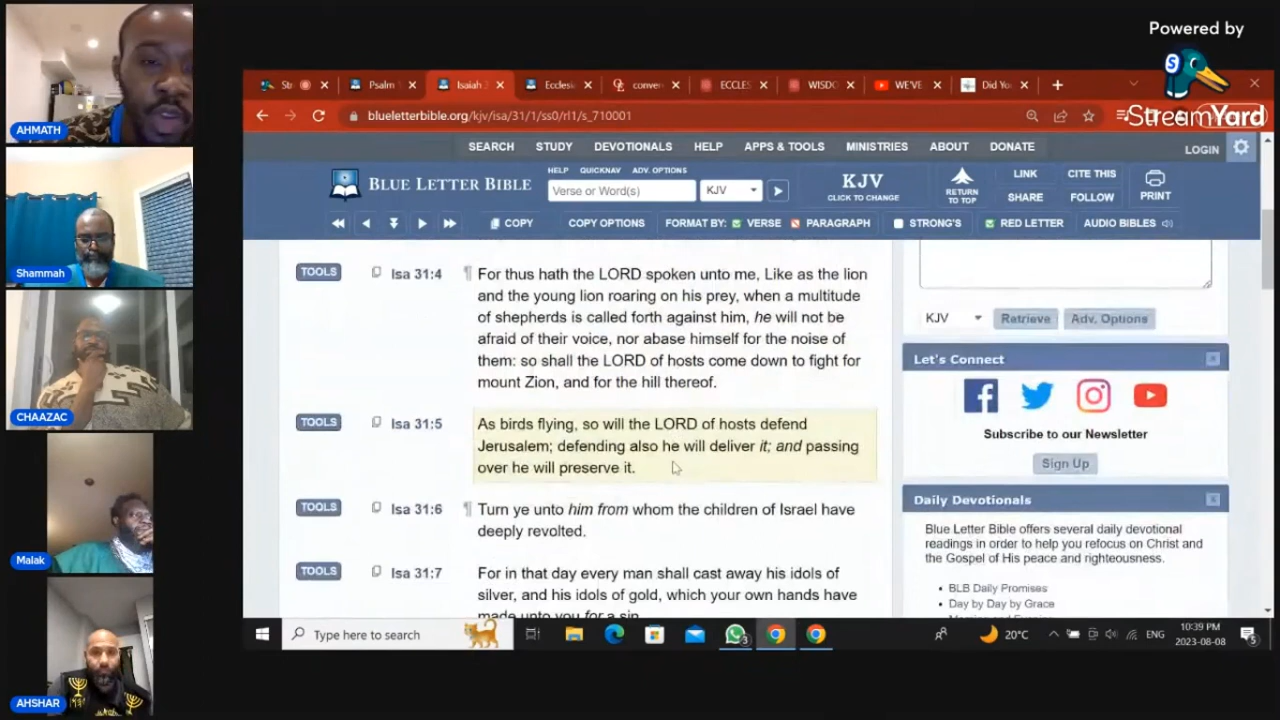 Powered by
StreamYard
AHMATH
Shammah
CHAAZAC
Malak
AHSHAR
Str
Psalm
Isaiah
Ecclesi
conver
ECCLES
WISDO
WE'VE
Did Yo
blueletterbible.org/kjv/isa/31/1/ss0/rl1/s_710001
SEARCH STUDY DEVOTIONALS HELP APPS & TOOLS MINISTRIES ABOUT DONATE LOGIN
BLUE LETTER BIBLE
HELP QUICKNAV ADV. OPTIONS
Verse or Word(s)
KJV
KJV
CLICK TO CHANGE
RETURN
TO TOP
LINK
CITE THIS
SHARE
FOLLOW
PRINT
COPY COPY OPTIONS FORMAT BY: VERSE PARAGRAPH STRONG'S RED LETTER AUDIO BIBLES
TOOLS Isa 31:4 ¶ For thus hath the LORD spoken unto me, Like as the lion
and the young lion roaring on his prey, when a multitude
of shepherds is called forth against him, he will not be
afraid of their voice, nor abase himself for the noise of
them: so shall the LORD of hosts come down to fight for
mount Zion, and for the hill thereof.
TOOLS Isa 31:5 As birds flying, so will the LORD of hosts defend
Jerusalem; defending also he will deliver it; and passing
over he will preserve it.
TOOLS Isa 31:6 ¶ Turn ye unto him from whom the children of Israel have
deeply revolted.
TOOLS Isa 31:7 For in that day every man shall cast away his idols of
silver, and his idols of gold, which your own hands have
made unto you for a sin.
KJV Retrieve Adv. Options
Let's Connect
Subscribe to our Newsletter
Sign Up
Daily Devotionals
Blue Letter Bible offers several daily devotional
readings in order to help you refocus on Christ and
the Gospel of His peace and righteousness.
BLB Daily Promises
Day by Day by Grace
Type here to search
3
20°C
ENG
10:39 PM
2023-08-08
5